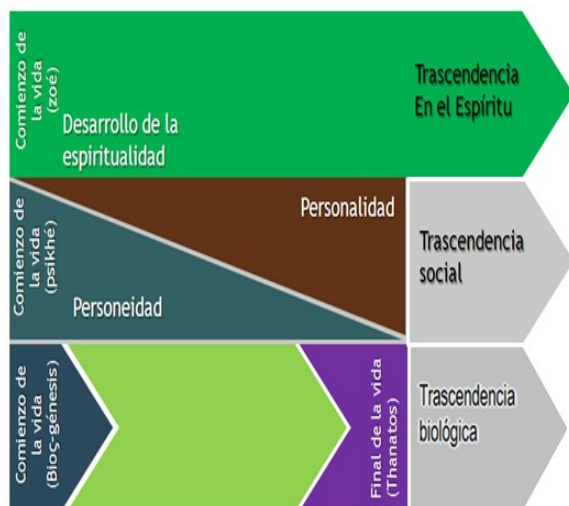 Comienzo de
la vida
(zoé)
Desarrollo de la
espiritualidad
Trascendencia
En el Espíritu
Comienzo de
la vida
(psikhé)
Personeidad
Personalidad
Trascendencia
social
Comienzo de
la vida
(Bioς-génesis)
Final de la vida
(Thanatos)
Trascendencia
biológica